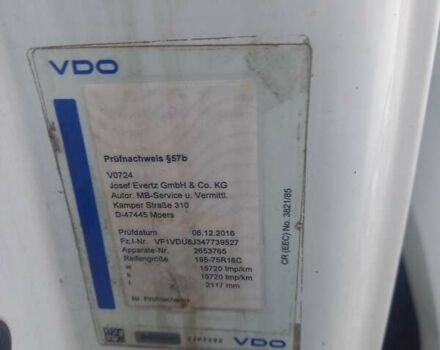 VDO
Prüfnachweis §57b
V0724
Josef Evertz GmbH & Co. KG
Autor. MB-Service u. Vermittl.
Kamper Straße 310
D-47445 Moers
Prüfdatum 06.12.2016
Fz.I-Nr. VF1VDU6J347739527
Apparate-Nr. 2653765
Reifengröße 195-75R16C
w 15720 Imp/km
k 15720 Imp/km
l 2117 mm
Nr. Prüfnachweis
CR (EEC) No. 3821/85
VDO